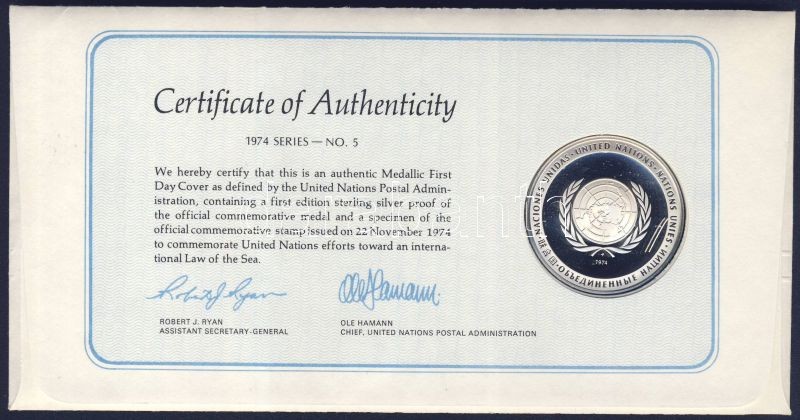 Certificate of Authenticity
1974 SERIES — NO. 5
We hereby certify that this is an authentic Medallic First
Day Cover as defined by the United Nations Postal Admin-
istration, containing a first edition sterling silver proof of
the official commemorative medal and a specimen of the
official commemorative stamp issued on 22 November 1974
to commemorate United Nations efforts toward an interna-
tional Law of the Sea.
Robert J. Ryan
Ole Hamann.
ROBERT J. RYAN
ASSISTANT SECRETARY-GENERAL
OLE HAMANN
CHIEF, UNITED NATIONS POSTAL ADMINISTRATION
NACIONES UNIDAS · UNITED NATIONS · NATIONS UNIES ·
ОБЪЕДИНЕННЫЕ НАЦИИ
1974